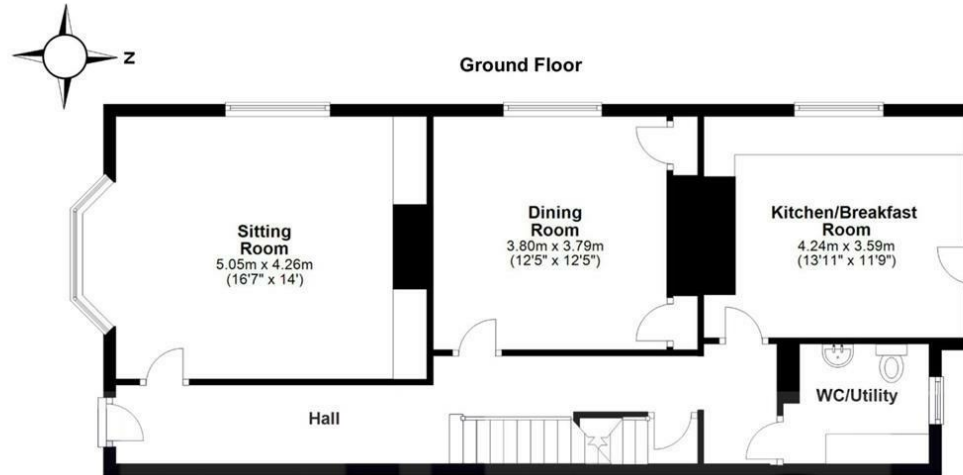 Z
Ground Floor
Sitting
Room
5.05m x 4.26m
(16'7" x 14')
Dining
Room
3.80m x 3.79m
(12'5" x 12'5")
Kitchen/Breakfast
Room
4.24m x 3.59m
(13'11" x 11'9")
WC/Utility
Hall